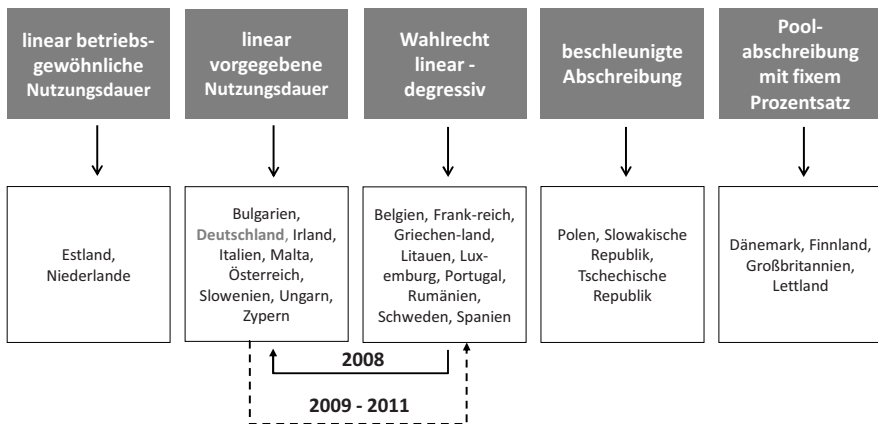 linear betriebs-
gewöhnliche
Nutzungsdauer
linear
vorgegebene
Nutzungsdauer
Wahlrecht
linear -
degressiv
beschleunigte
Abschreibung
Pool-
abschreibung
mit fixem
Prozentsatz
Estland,
Niederlande
Bulgarien,
Deutschland, Irland,
Italien, Malta,
Österreich,
Slowenien, Ungarn,
Zypern
Belgien, Frank-reich,
Griechen-land,
Litauen, Lux-
emburg, Portugal,
Rumänien,
Schweden, Spanien
Polen, Slowakische
Republik,
Tschechische
Republik
Dänemark, Finnland,
Großbritannien,
Lettland
2008
2009 - 2011